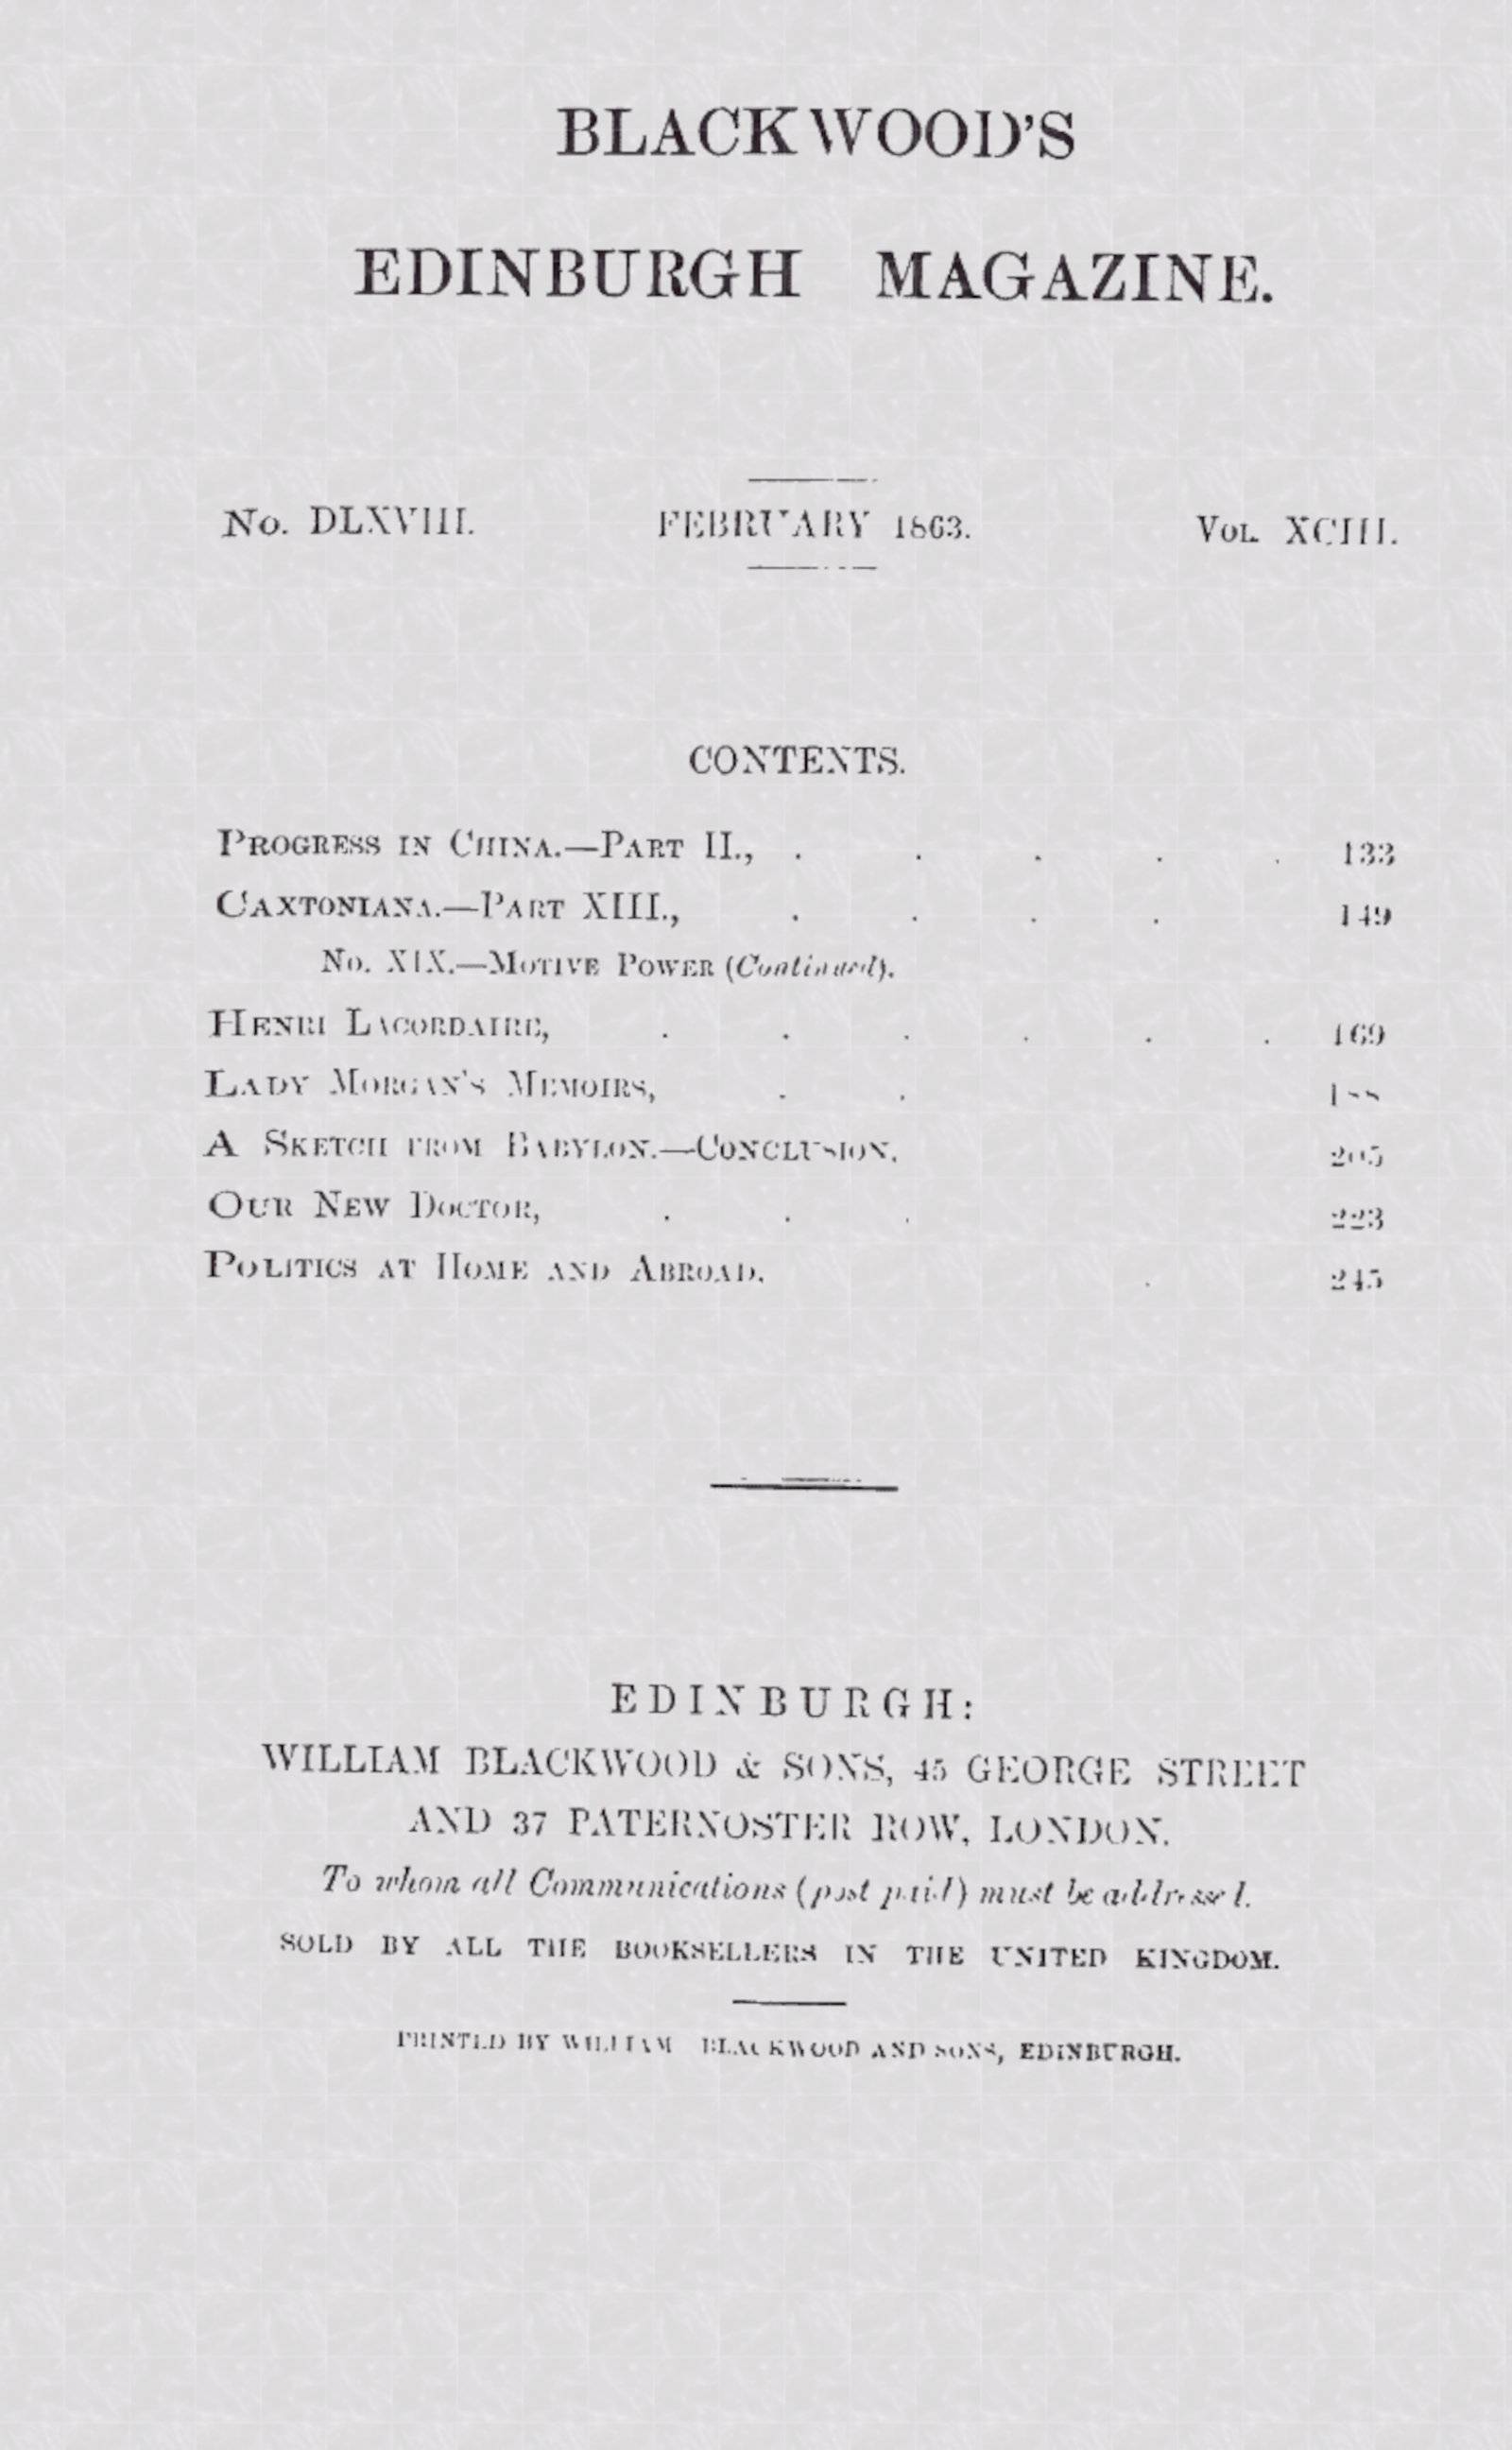 BLACKWOOD'S
EDINBURGH MAGAZINE.
No. DLXVIII. FEBRUARY 1863. Vol. XCIII.
CONTENTS.
Progress in China.—Part II., . . . . . 133
Caxtoniana.—Part XIII., . . . . 149
No. XIX.—Motive Power (Continued).
Henri Lacordaire, . . . . . . 169
Lady Morgan's Memoirs, . .
A Sketch from Babylon.—Conclusion, 205
Our New Doctor, . . . 223
Politics at Home and Abroad, . 245
EDINBURGH:
WILLIAM BLACKWOOD & SONS, 45 GEORGE STREET
AND 37 PATERNOSTER ROW, LONDON.
To whom all Communications (post paid) must be addressed.
SOLD BY ALL THE BOOKSELLERS IN THE UNITED KINGDOM.
PRINTED BY WILLIAM BLACKWOOD AND SONS, EDINBURGH.